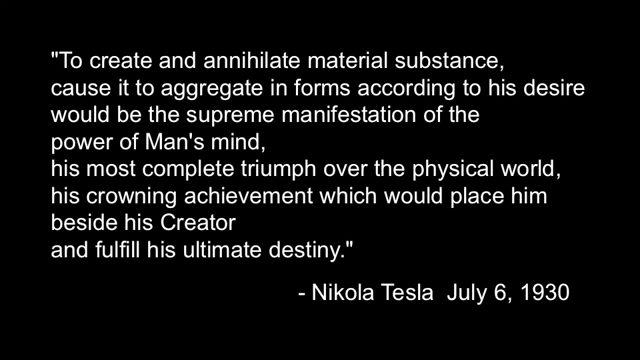 "To create and annihilate material substance,
cause it to aggregate in forms according to his desire
would be the supreme manifestation of the
power of Man's mind,
his most complete triumph over the physical world,
his crowning achievement which would place him
beside his Creator
and fulfill his ultimate destiny."
- Nikola Tesla  July 6, 1930